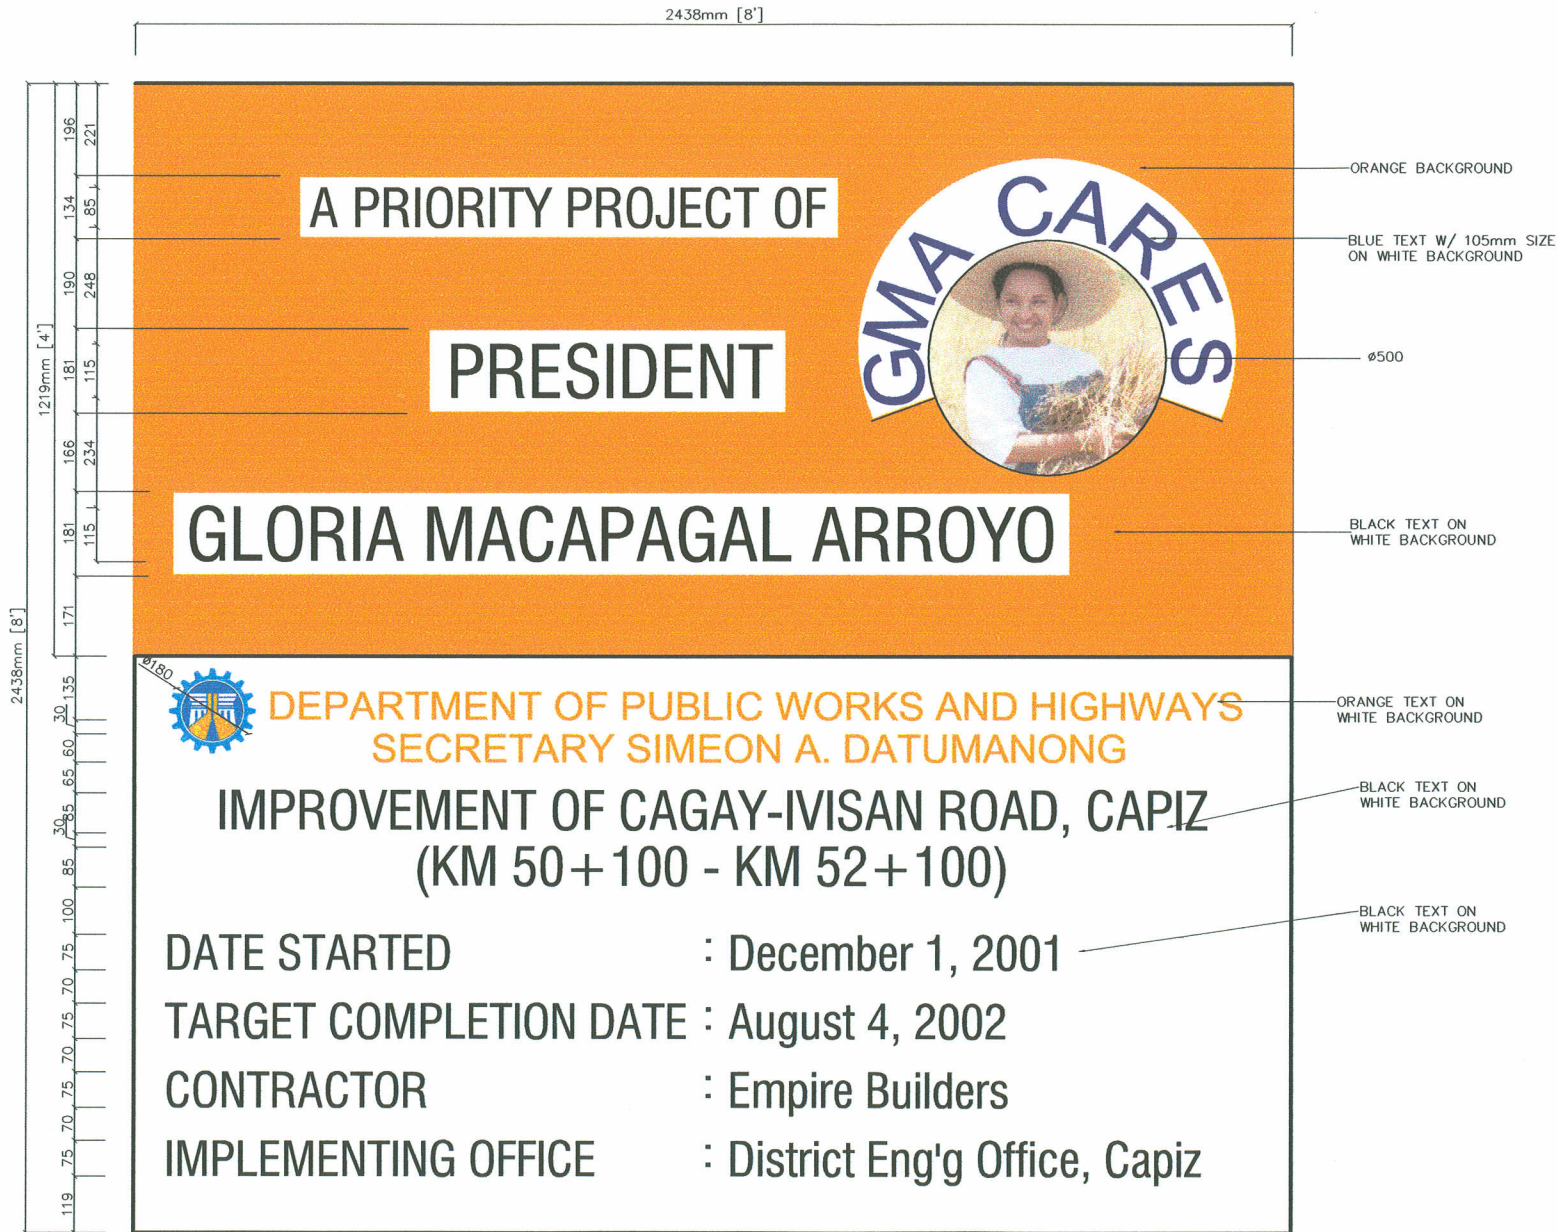 2438mm [8']
196
221
134
85
190
248
1219mm [4']
181
115
166
234
181
115
171
2438mm [8']
A PRIORITY PROJECT OF
PRESIDENT
GLORIA MACAPAGAL ARROYO
GMA CARES
ORANGE BACKGROUND
BLUE TEXT W/ 105mm SIZE
ON WHITE BACKGROUND
ø500
BLACK TEXT ON
WHITE BACKGROUND
ø180
135
30
60
65
85
30
85
100
75
70
75
70
75
70
75
119
DEPARTMENT OF PUBLIC WORKS AND HIGHWAYS
SECRETARY SIMEON A. DATUMANONG
IMPROVEMENT OF CAGAY-IVISAN ROAD, CAPIZ
(KM 50+100 - KM 52+100)
DATE STARTED : December 1, 2001
TARGET COMPLETION DATE : August 4, 2002
CONTRACTOR : Empire Builders
IMPLEMENTING OFFICE : District Eng'g Office, Capiz
ORANGE TEXT ON
WHITE BACKGROUND
BLACK TEXT ON
WHITE BACKGROUND
BLACK TEXT ON
WHITE BACKGROUND